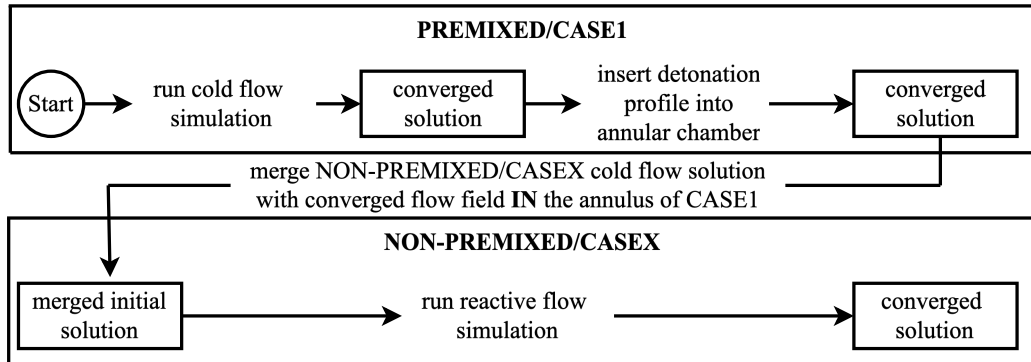 PREMIXED/CASE1
Start
run cold flow
simulation
converged
solution
insert detonation
profile into
annular chamber
converged
solution
merge NON-PREMIXED/CASEX cold flow solution
with converged flow field IN the annulus of CASE1
NON-PREMIXED/CASEX
merged initial
solution
run reactive flow
simulation
converged
solution